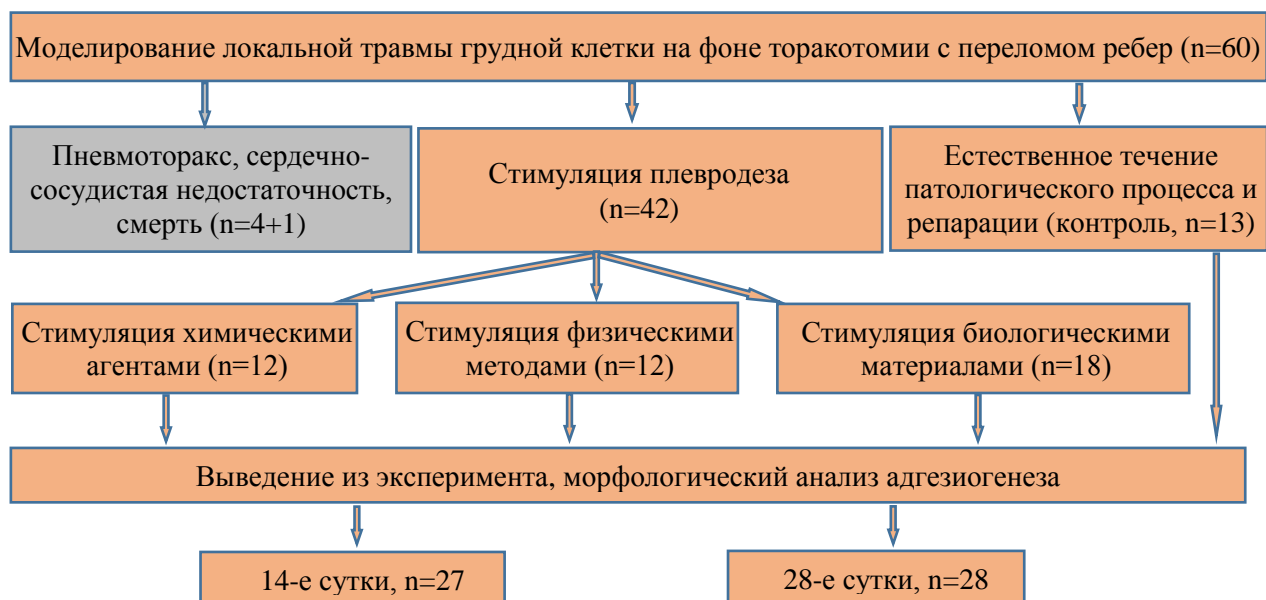 Моделирование локальной травмы грудной клетки на фоне торакотомии с переломом ребер (n=60)
Пневмоторакс, сердечно-
сосудистая недостаточность,
смерть (n=4+1)
Стимуляция плевродеза
(n=42)
Естественное течение
патологического процесса и
репарации (контроль, n=13)
Стимуляция химическими
агентами (n=12)
Стимуляция физическими
методами (n=12)
Стимуляция биологическими
материалами (n=18)
Выведение из эксперимента, морфологический анализ адгезиогенеза
14-е сутки, n=27
28-е сутки, n=28